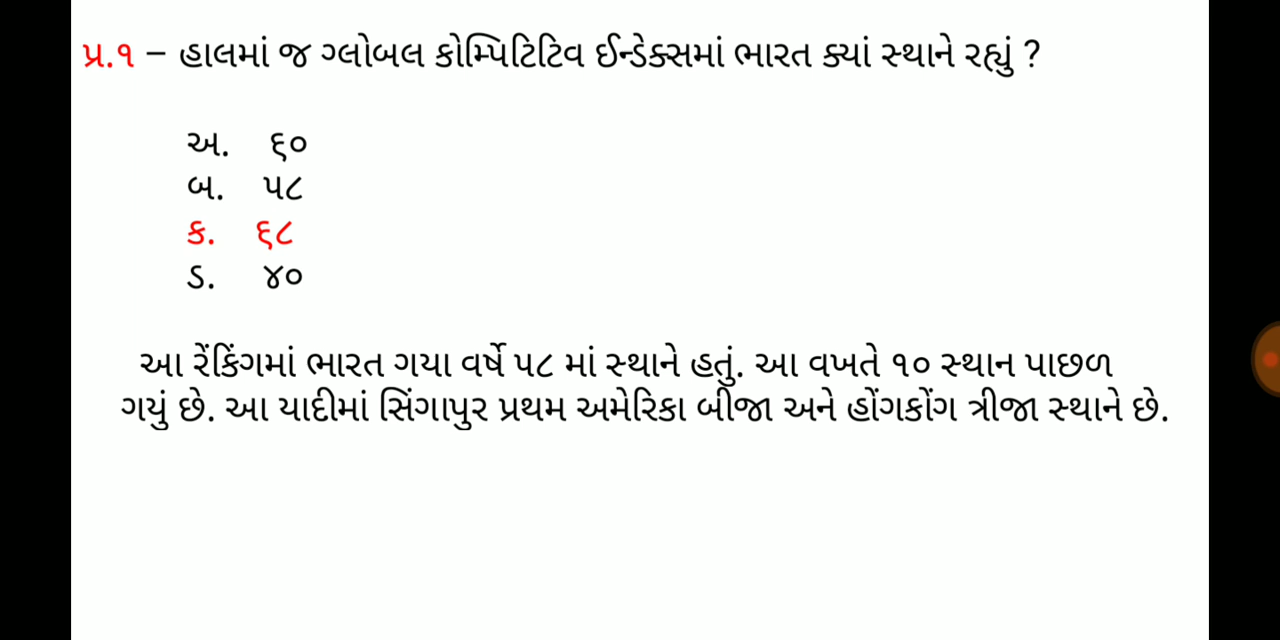 પ્ર.૧ – હાલમાં જ ગ્લોબલ કોમ્પિટિટિવ ઈન્ડેક્સમાં ભારત ક્યાં સ્થાને રહ્યું ?
અ. ૬૦
બ. ૫૮
ક. ૬૮
ડ. ૪૦
આ રેંકિંગમાં ભારત ગયા વર્ષે ૫૮ માં સ્થાને હતું. આ વખતે ૧૦ સ્થાન પાછળ
ગયું છે. આ યાદીમાં સિંગાપુર પ્રથમ અમેરિકા બીજા અને હોંગકોંગ ત્રીજા સ્થાને છે.